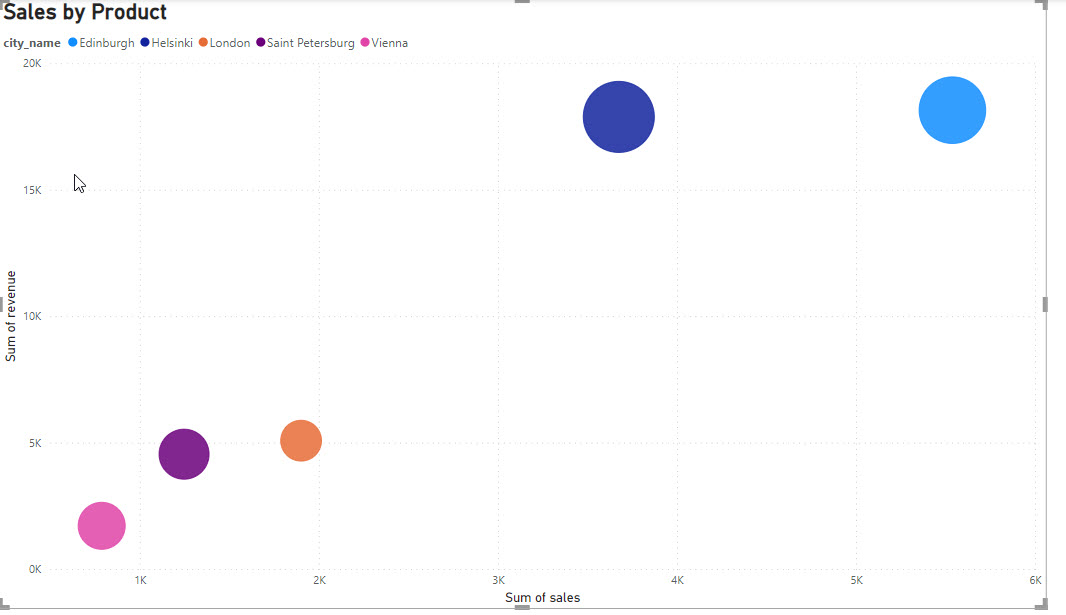 Sales by Product
city_name Edinburgh Helsinki London Saint Petersburg Vienna
20K
15K
10K
5K
0K
Sum of revenue
1K 2K 3K 4K 5K 6K
Sum of sales